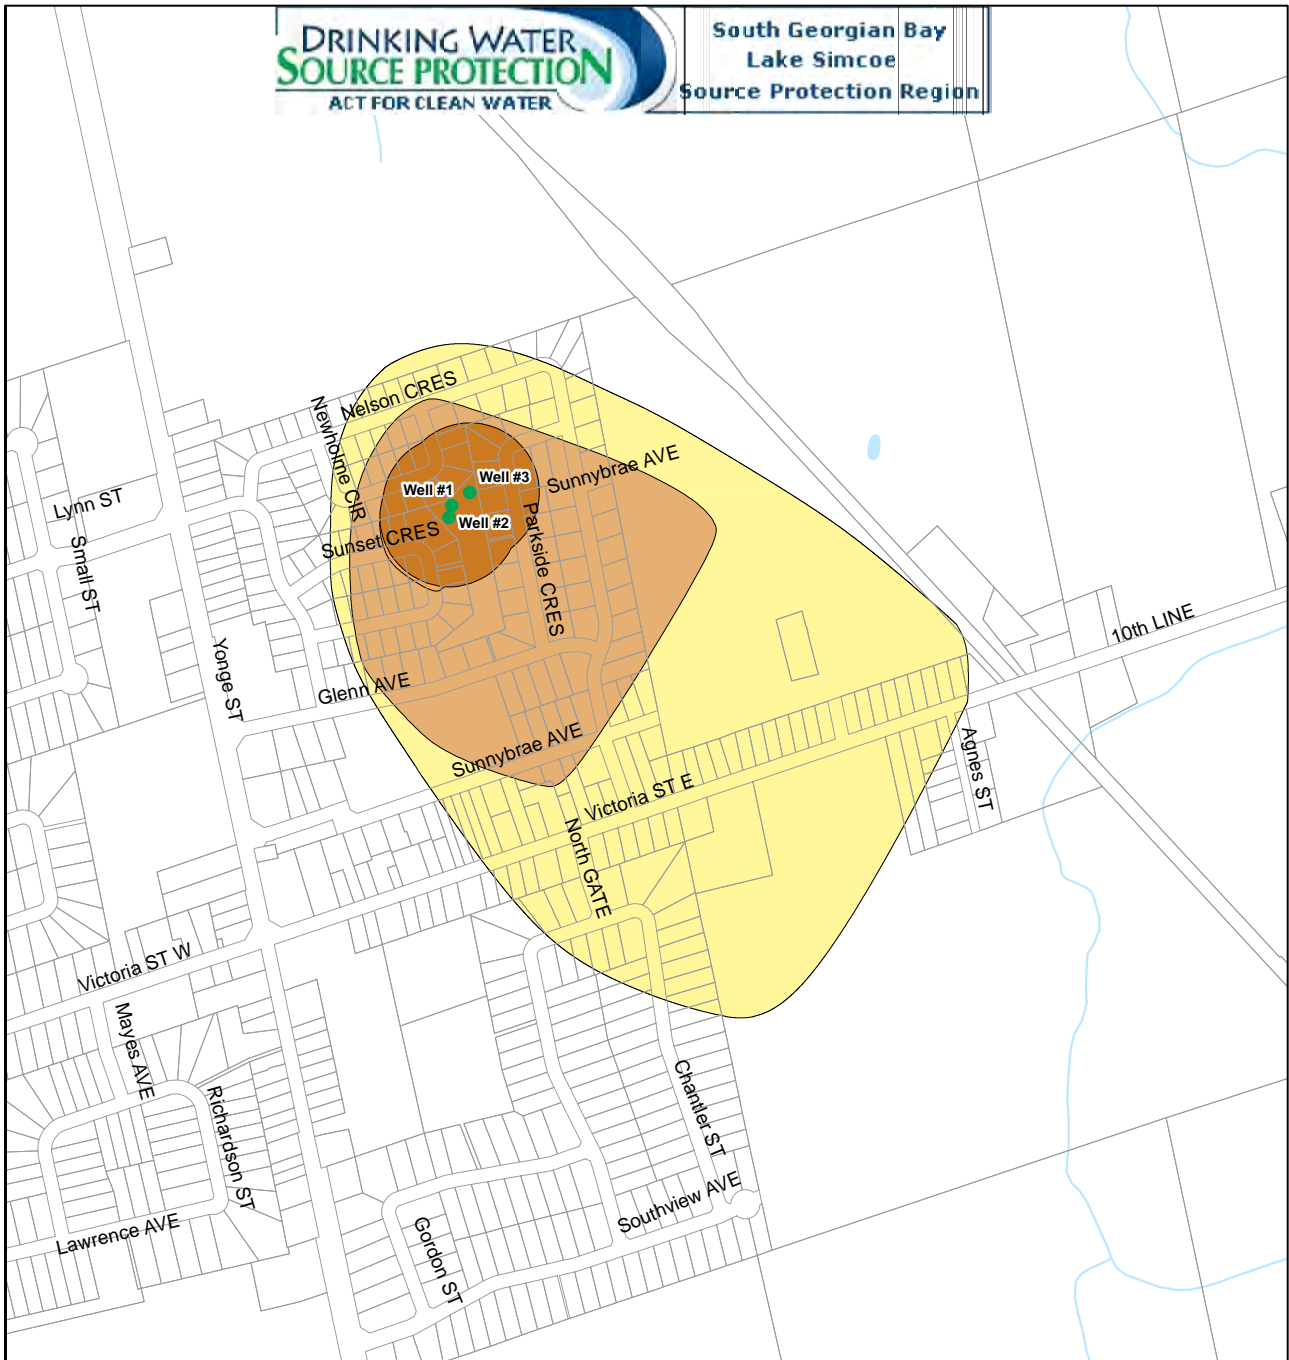 DRINKING WATER
SOURCE PROTECTION
ACT FOR CLEAN WATER
South Georgian Bay
Lake Simcoe
Source Protection Region
Nelson CRES
Newholme CIR
Sunnybrae AVE
Well #3
Well #1
Well #2
Lynn ST
Sunset CRES
Small ST
Parkside CRES
10th LINE
Yonge ST
Glenn AVE
Sunnybrae AVE
Agnes ST
Victoria ST E
North GATE
Victoria ST W
Mayes AVE
Richardson ST
Chantler ST
Southview AVE
Lawrence AVE
Gordon ST